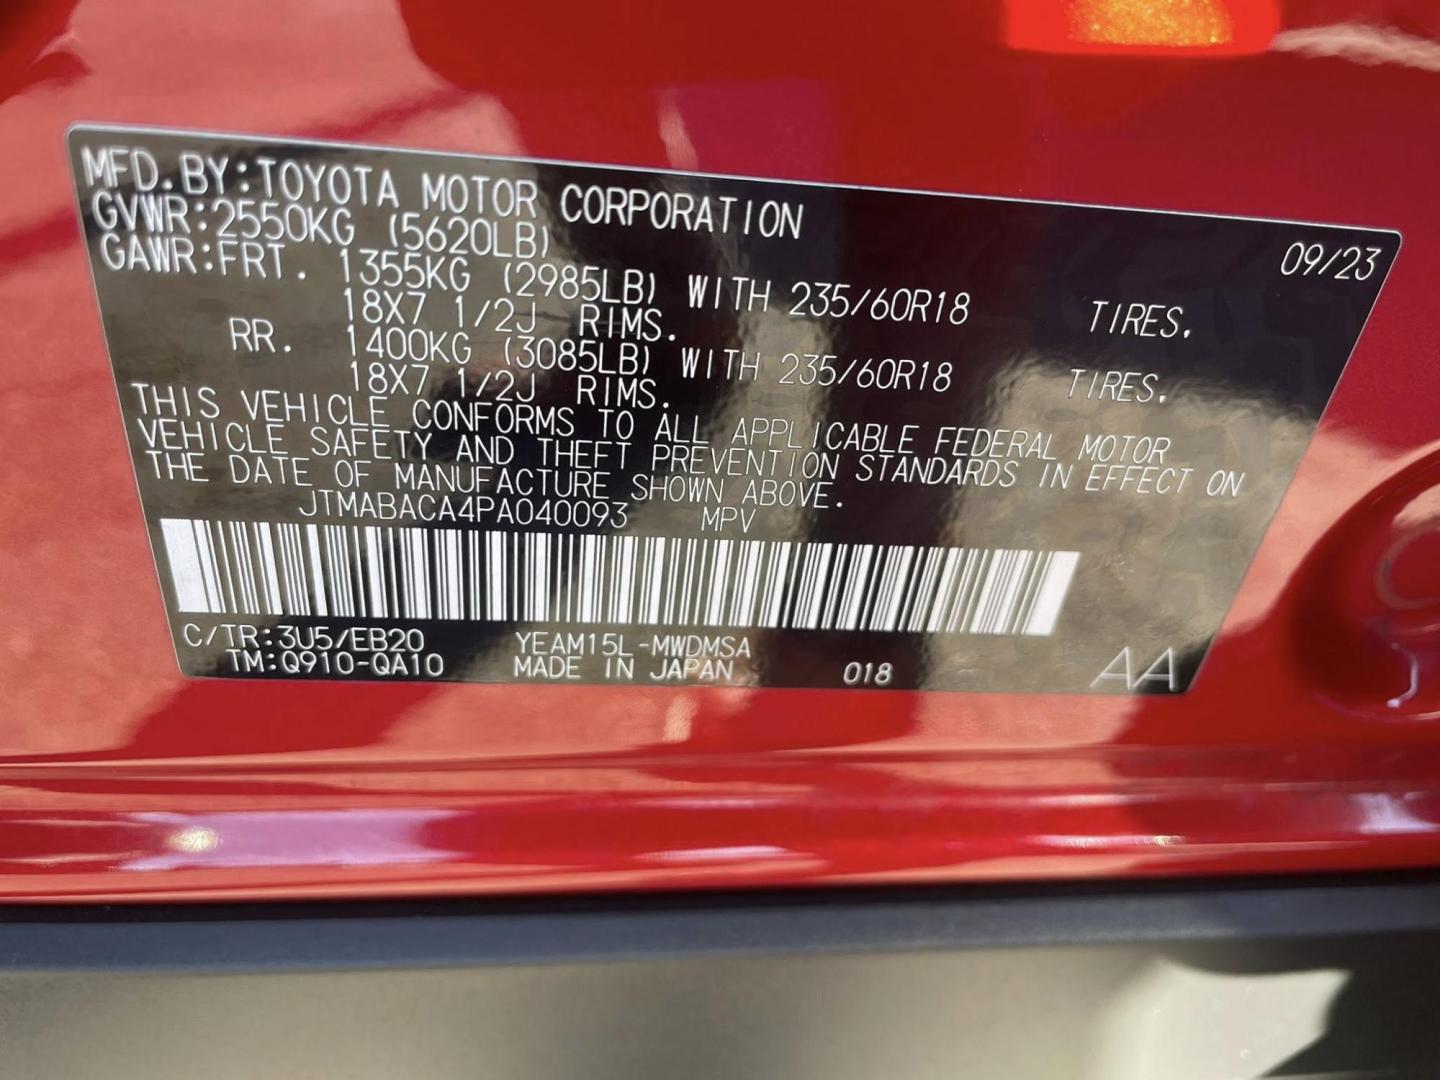 MFD.BY:TOYOTA MOTOR CORPORATION 09/23
GVWR:2550KG (5620LB)
GAWR:FRT. 1355KG (2985LB) WITH 235/60R18 TIRES.
18X7 1/2J RIMS.
RR. 1400KG (3085LB) WITH 235/60R18 TIRES.
18X7 1/2J RIMS.
THIS VEHICLE CONFORMS TO ALL APPLICABLE FEDERAL MOTOR
VEHICLE SAFETY AND THEFT PREVENTION STANDARDS IN EFFECT ON
THE DATE OF MANUFACTURE SHOWN ABOVE.
JTMABACA4PA040093 MPV
C/TR:3U5/EB20 YEAM15L-MWDMSA
TM:Q910-QA10 MADE IN JAPAN 018 AA